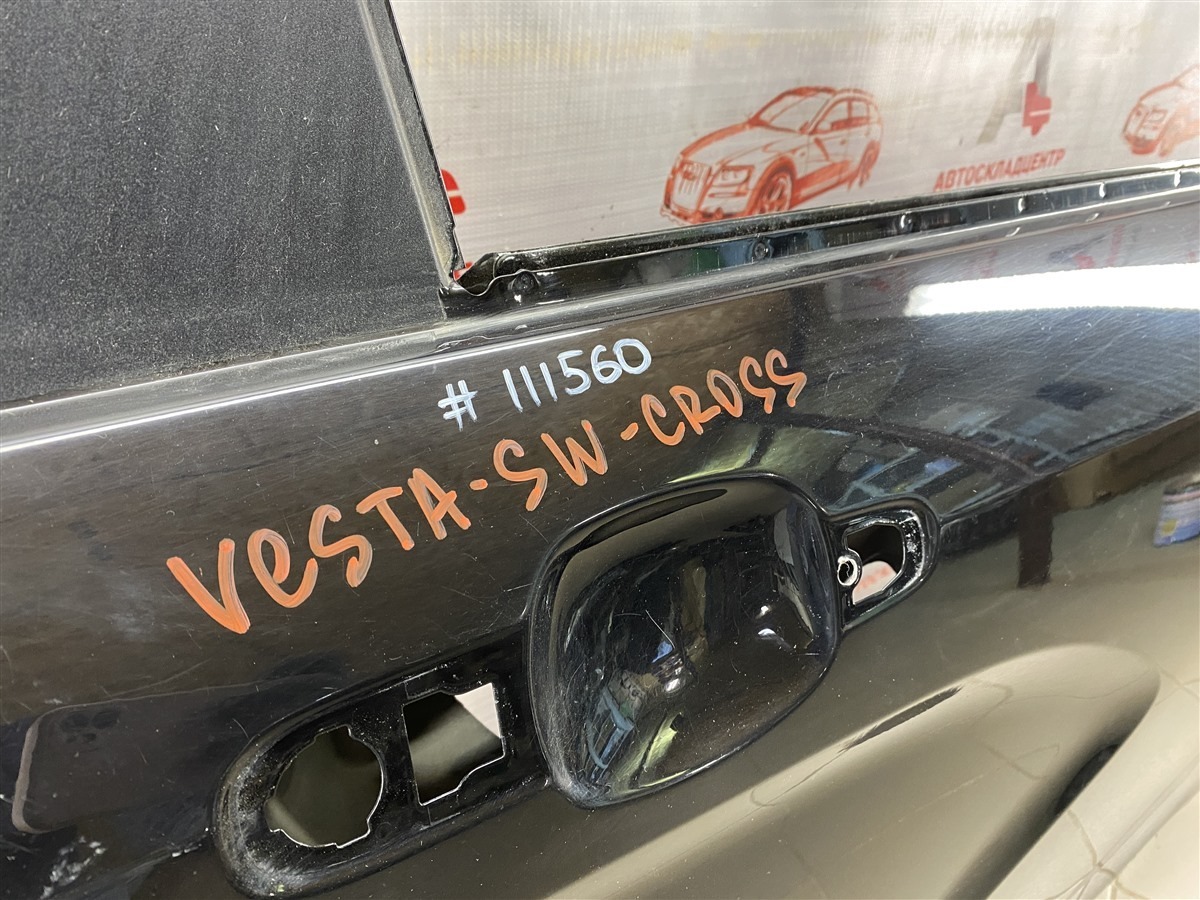 АВТОСКЛАДЦЕНТР
# 111560
VeSTA-SW-CROSS